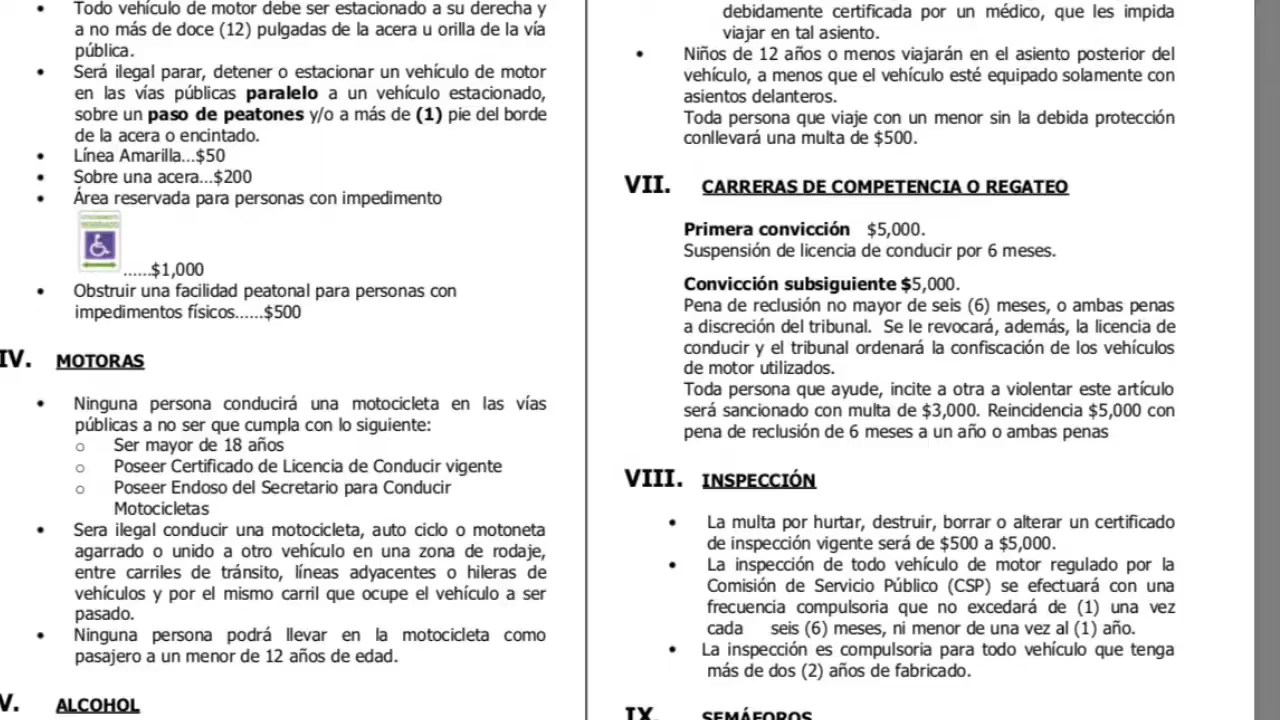 • Todo vehículo de motor debe ser estacionado a su derecha y
a no más de doce (12) pulgadas de la acera u orilla de la vía
pública.
• Será ilegal parar, detener o estacionar un vehículo de motor
en las vías públicas paralelo a un vehículo estacionado,
sobre un paso de peatones y/o a más de (1) pie del borde
de la acera o encintado.
• Línea Amarilla...$50
• Sobre una acera...$200
• Área reservada para personas con impedimento
......$1,000
• Obstruir una facilidad peatonal para personas con
impedimentos físicos......$500
IV. MOTORAS
• Ninguna persona conducirá una motocicleta en las vías
públicas a no ser que cumpla con lo siguiente:
o Ser mayor de 18 años
o Poseer Certificado de Licencia de Conducir vigente
o Poseer Endoso del Secretario para Conducir
Motocicletas
• Sera ilegal conducir una motocicleta, auto ciclo o motoneta
agarrado o unido a otro vehículo en una zona de rodaje,
entre carriles de tránsito, líneas adyacentes o hileras de
vehículos y por el mismo carril que ocupe el vehículo a ser
pasado.
• Ninguna persona podrá llevar en la motocicleta como
pasajero a un menor de 12 años de edad.
V. ALCOHOL
debidamente certificada por un médico, que les impida
viajar en tal asiento.
• Niños de 12 años o menos viajarán en el asiento posterior del
vehículo, a menos que el vehículo esté equipado solamente con
asientos delanteros.
Toda persona que viaje con un menor sin la debida protección
conllevará una multa de $500.
VII. CARRERAS DE COMPETENCIA O REGATEO
Primera convicción $5,000.
Suspensión de licencia de conducir por 6 meses.
Convicción subsiguiente $5,000.
Pena de reclusión no mayor de seis (6) meses, o ambas penas
a discreción del tribunal. Se le revocará, además, la licencia de
conducir y el tribunal ordenará la confiscación de los vehículos
de motor utilizados.
Toda persona que ayude, incite a otra a violentar este artículo
será sancionado con multa de $3,000. Reincidencia $5,000 con
pena de reclusión de 6 meses a un año o ambas penas
VIII. INSPECCIÓN
• La multa por hurtar, destruir, borrar o alterar un certificado
de inspección vigente será de $500 a $5,000.
• La inspección de todo vehículo de motor regulado por la
Comisión de Servicio Público (CSP) se efectuará con una
frecuencia compulsoria que no excedará de (1) una vez
cada seis (6) meses, ni menor de una vez al (1) año.
• La inspección es compulsoria para todo vehículo que tenga
más de dos (2) años de fabricado.
IX. SEMÁFOROS